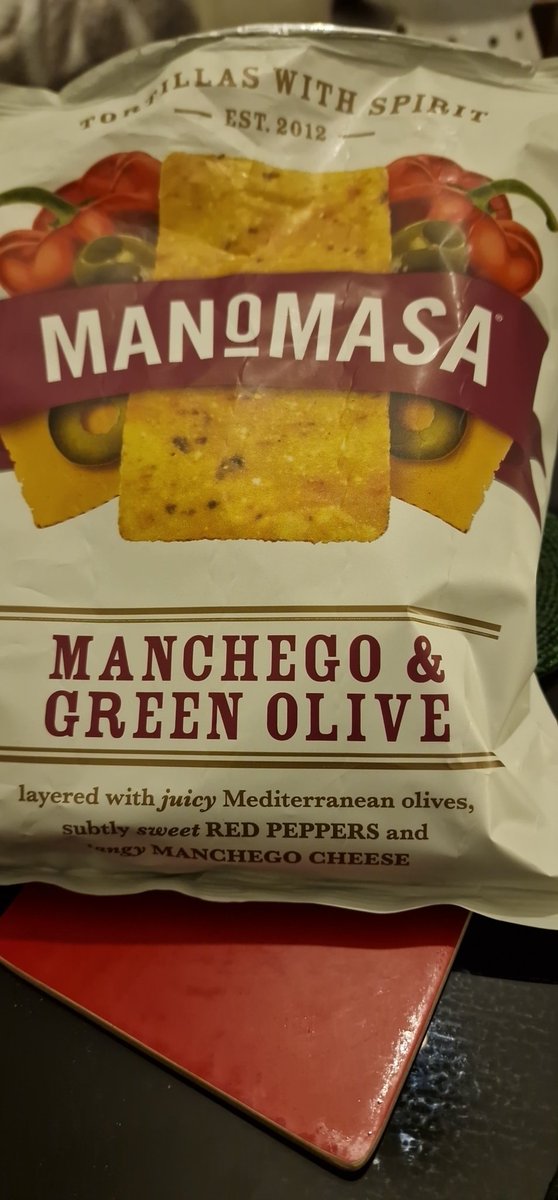 TORTILLAS WITH SPIRIT
EST. 2012
MANOMASA®
MANCHEGO &
GREEN OLIVE
layered with juicy Mediterranean olives,
subtly sweet RED PEPPERS and
tangy MANCHEGO CHEESE